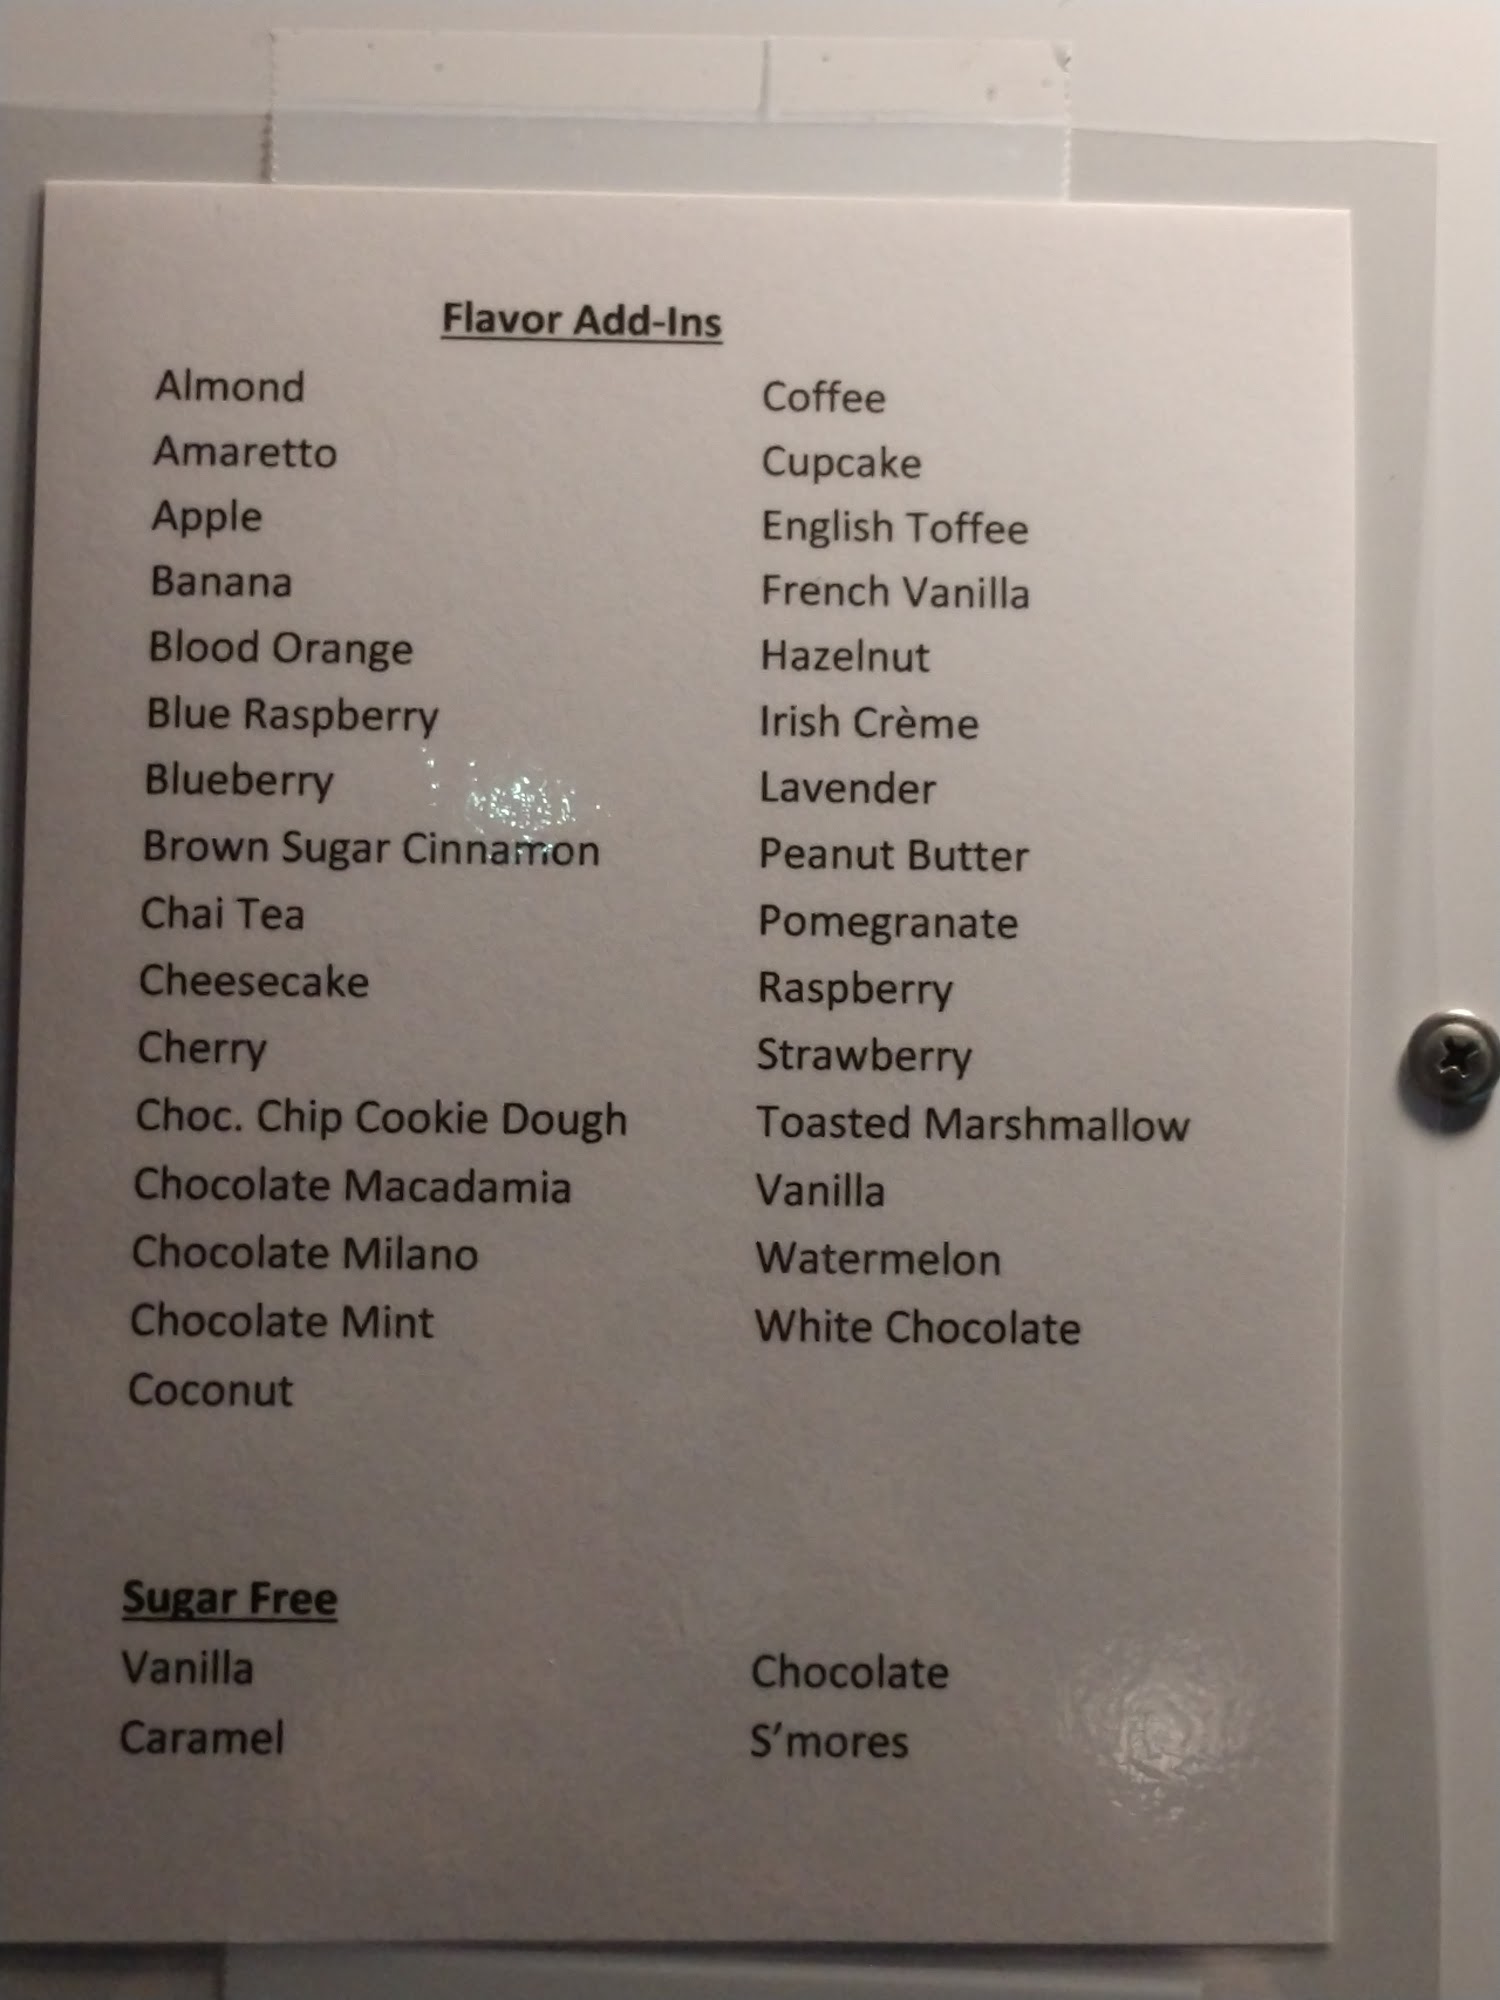 Flavor Add-Ins
Almond
Amaretto
Apple
Banana
Blood Orange
Blue Raspberry
Blueberry
Brown Sugar Cinnamon
Chai Tea
Cheesecake
Cherry
Choc. Chip Cookie Dough
Chocolate Macadamia
Chocolate Milano
Chocolate Mint
Coconut
Coffee
Cupcake
English Toffee
French Vanilla
Hazelnut
Irish Crème
Lavender
Peanut Butter
Pomegranate
Raspberry
Strawberry
Toasted Marshmallow
Vanilla
Watermelon
White Chocolate
Sugar Free
Vanilla
Caramel
Chocolate
S’mores